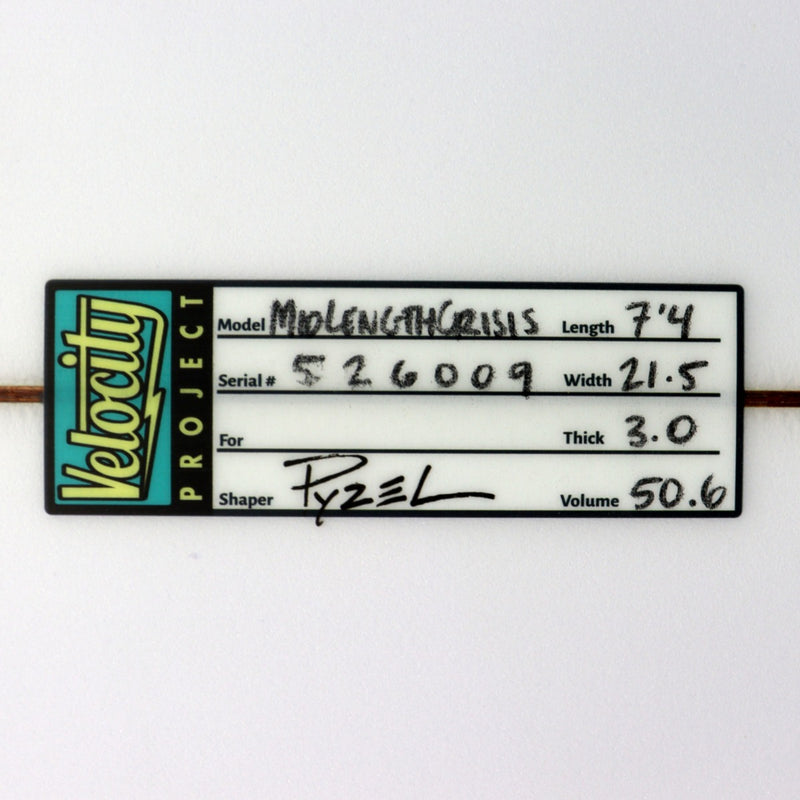 Velocity
PROJECT
Model MIDLENGTHCRISIS Length 7'4
Serial # 526009 Width 21.5
For Thick 3.0
Shaper PYZEL Volume 50.6